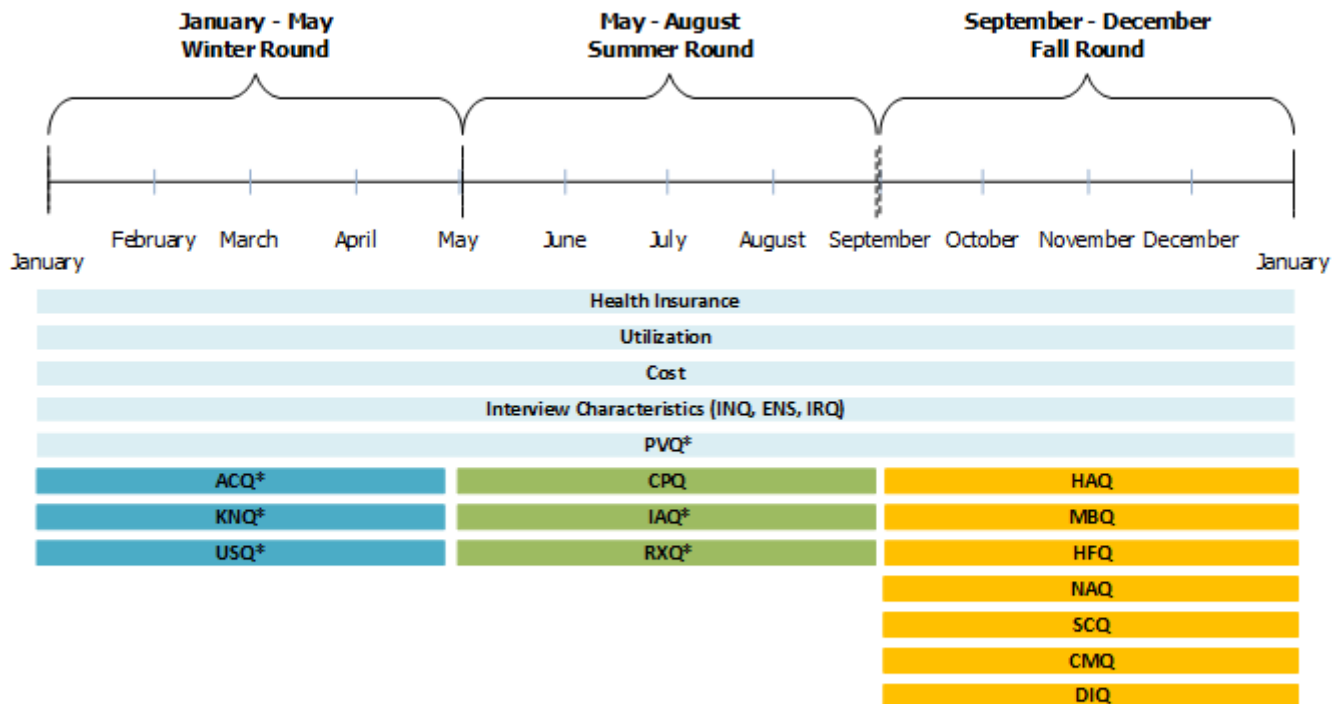 January - May
Winter Round
May - August
Summer Round
September - December
Fall Round
January
February
March
April
May
June
July
August
September
October
November
December
January
Health Insurance
Utilization
Cost
Interview Characteristics (INQ, ENS, IRQ)
PVQ*
ACQ*
CPQ
HAQ
KNQ*
IAQ*
MBQ
USQ*
RXQ*
HFQ
NAQ
SCQ
CMQ
DIQ